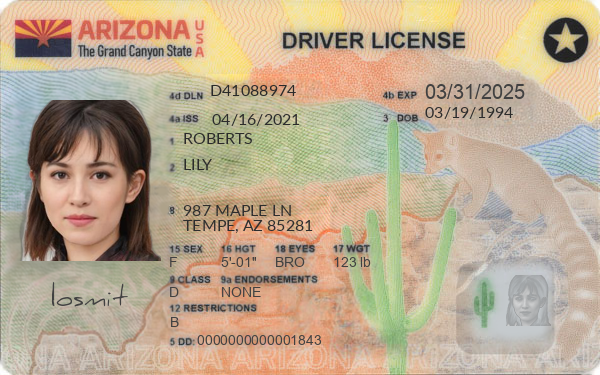 ARIZONA USA
The Grand Canyon State
DRIVER LICENSE
4d DLN D41088974
4b EXP 03/31/2025
4a ISS 04/16/2021
3 DOB 03/19/1994
1 ROBERTS
2 LILY
8 987 MAPLE LN
TEMPE, AZ 85281
15 SEX 16 HGT 18 EYES 17 WGT
F 5'-01" BRO 123 lb
9 CLASS 9a ENDORSEMENTS
D NONE
12 RESTRICTIONS
B
5 DD: 0000000000001843
losmit
ARIZONA ARIZONA ARIZONA ARIZONA